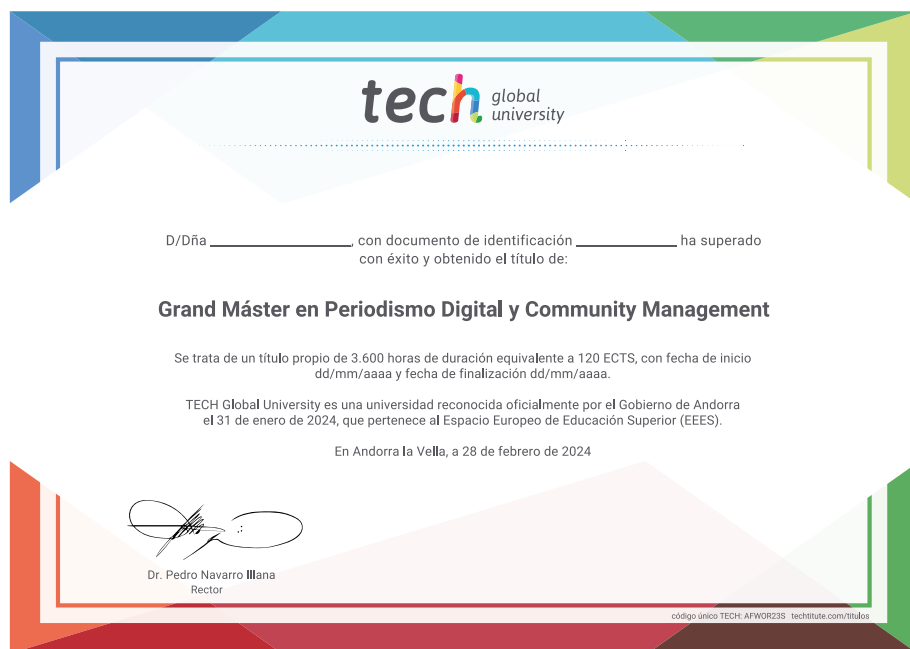 tech global university
D/Dña ________________, con documento de identificación ____________ ha superado
con éxito y obtenido el título de:
Grand Máster en Periodismo Digital y Community Management
Se trata de un título propio de 3.600 horas de duración equivalente a 120 ECTS, con fecha de inicio
dd/mm/aaaa y fecha de finalización dd/mm/aaaa.
TECH Global University es una universidad reconocida oficialmente por el Gobierno de Andorra
el 31 de enero de 2024, que pertenece al Espacio Europeo de Educación Superior (EEES).
En Andorra la Vella, a 28 de febrero de 2024
Dr. Pedro Navarro Illana
Rector
código único TECH: AFWOR23S techtitute.com/titulos